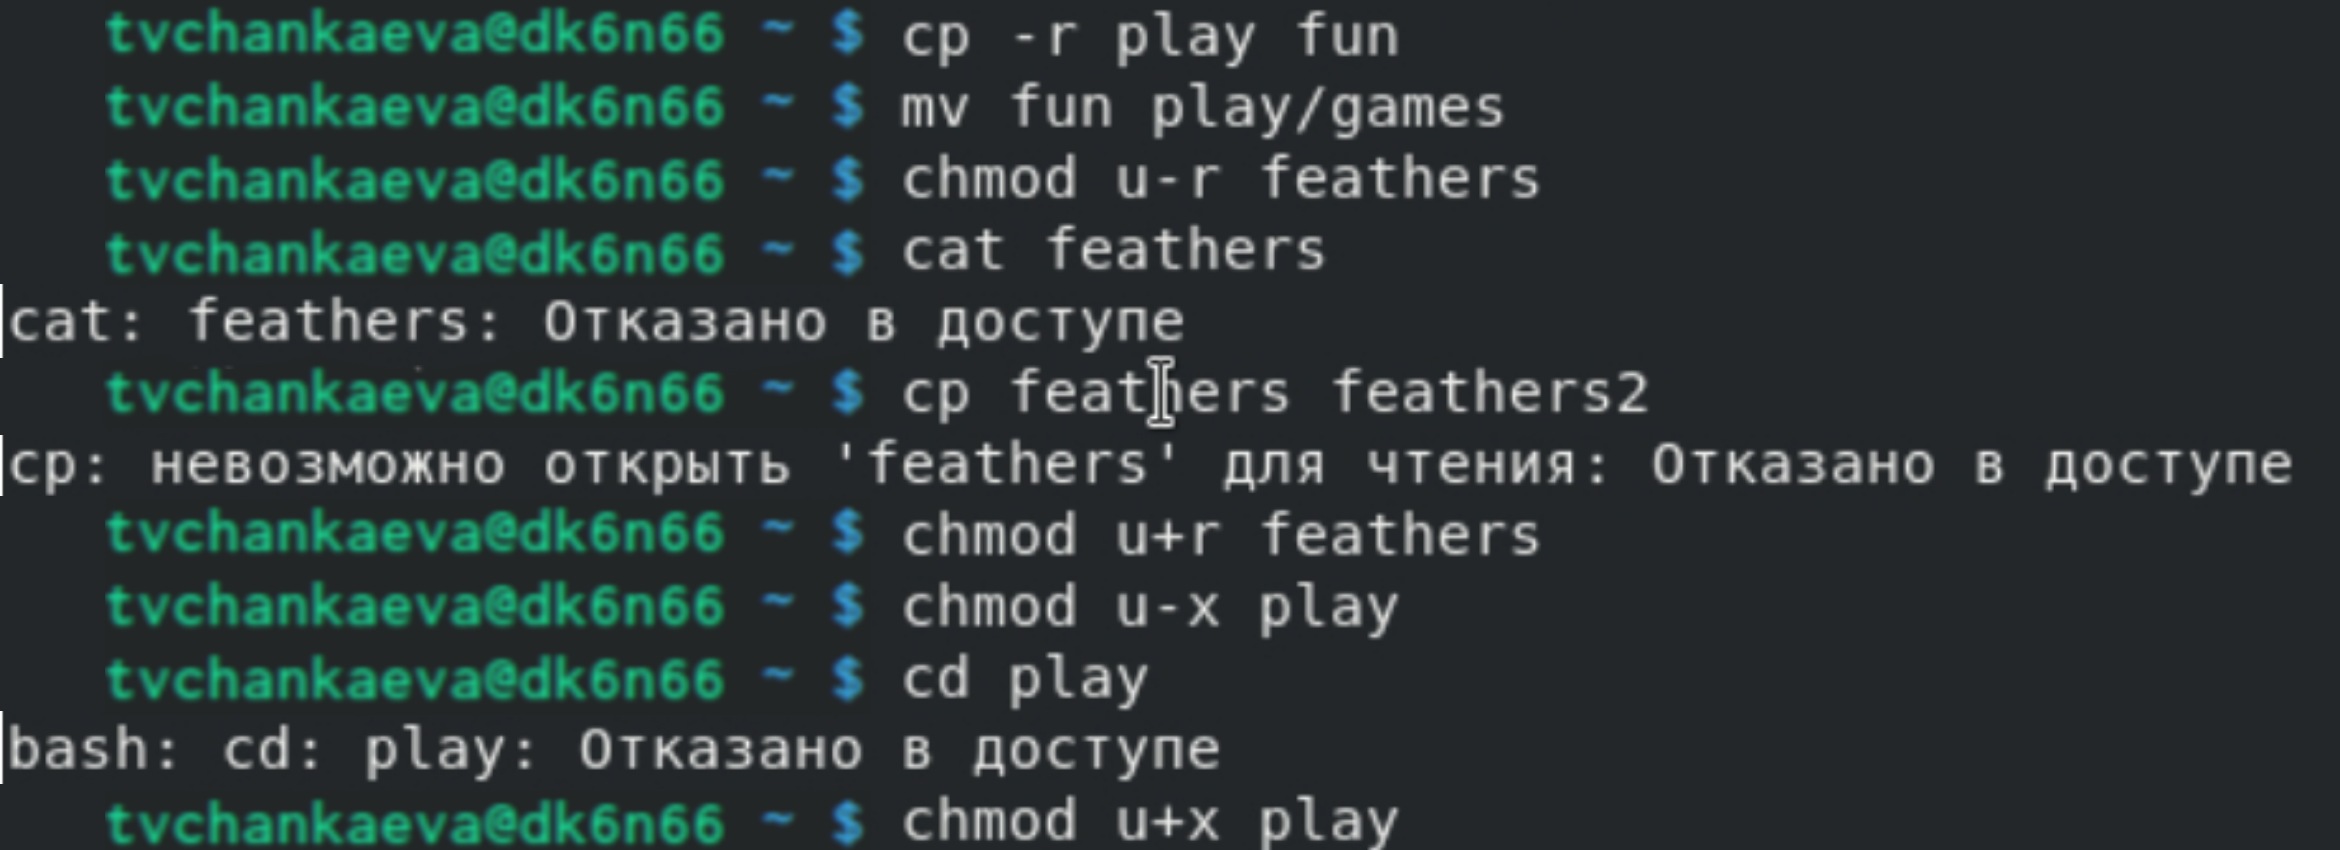 tvchankaeva@dk6n66 ~ $ cp -r play fun
tvchankaeva@dk6n66 ~ $ mv fun play/games
tvchankaeva@dk6n66 ~ $ chmod u-r feathers
tvchankaeva@dk6n66 ~ $ cat feathers
cat: feathers: Отказано в доступе
tvchankaeva@dk6n66 ~ $ cp feathers feathers2
cp: невозможно открыть 'feathers' для чтения: Отказано в доступе
tvchankaeva@dk6n66 ~ $ chmod u+r feathers
tvchankaeva@dk6n66 ~ $ chmod u-x play
tvchankaeva@dk6n66 ~ $ cd play
bash: cd: play: Отказано в доступе
tvchankaeva@dk6n66 ~ $ chmod u+x play